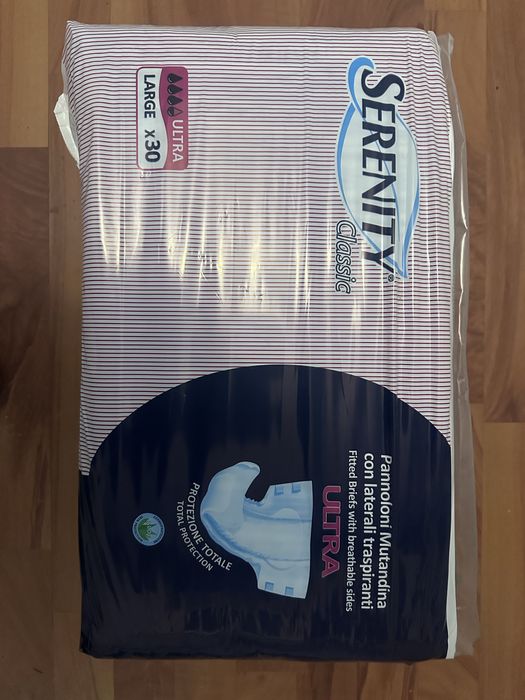 SERENITY®
Classic
ULTRA
LARGE x30
Pannoloni Mutandina
con laterali traspiranti
Fitted Briefs with breathable sides
ULTRA
PROTEZIONE TOTALE
TOTAL PROTECTION